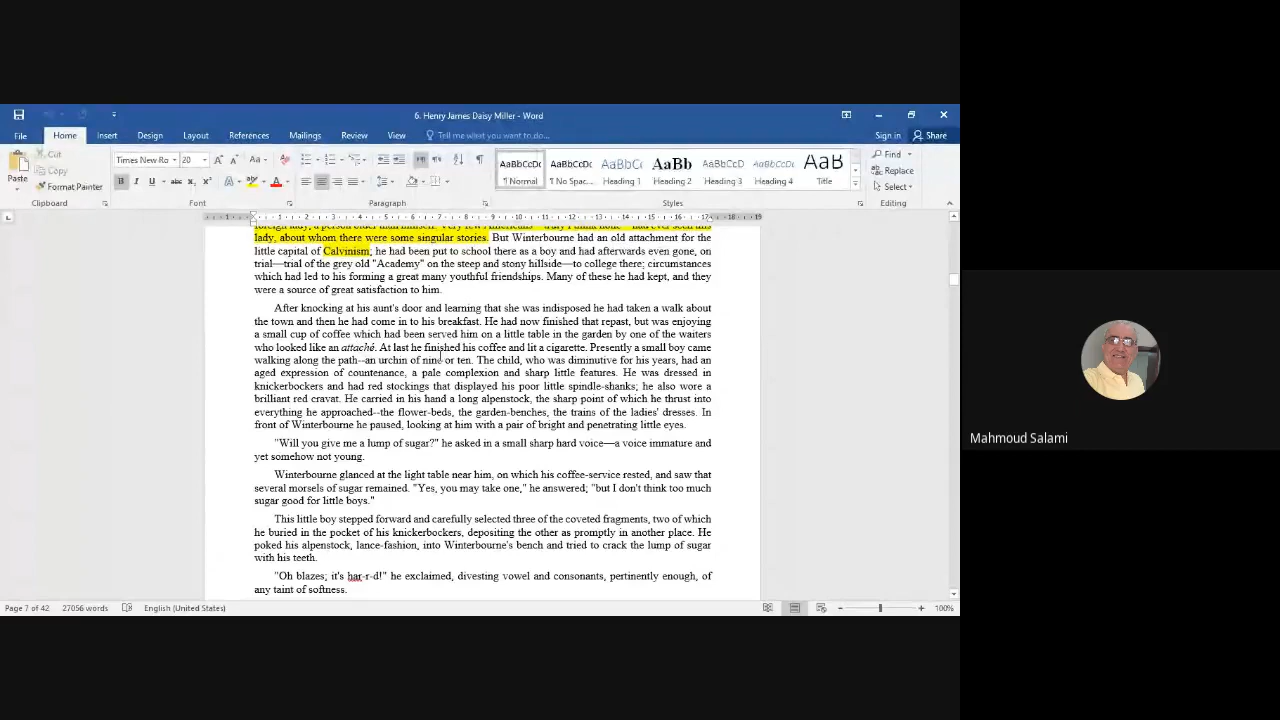 6. Henry James Daisy Miller - Word
File Home Insert Design Layout References Mailings Review View Tell me what you want to do... Sign in Share
Cut
Copy
Format Painter
Paste
Times New Ro 20
AaBbCcDc AaBbCcDc AaBbCc AaBb AaBbCcD AaBbCcD AaB
¶ Normal ¶ No Spac... Heading 1 Heading 2 Heading 3 Heading 4 Title
Find
Replace
Select
Clipboard Font Paragraph Styles Editing
foreign lady, a person older than himself. Very few Americans—truly I think none—had ever seen this
lady, about whom there were some singular stories. But Winterbourne had an old attachment for the
little capital of Calvinism; he had been put to school there as a boy and had afterwards even gone, on
trial—trial of the grey old "Academy" on the steep and stony hillside—to college there; circumstances
which had led to his forming a great many youthful friendships. Many of these he had kept, and they
were a source of great satisfaction to him.
After knocking at his aunt's door and learning that she was indisposed he had taken a walk about
the town and then he had come in to his breakfast. He had now finished that repast, but was enjoying
a small cup of coffee which had been served him on a little table in the garden by one of the waiters
who looked like an attaché. At last he finished his coffee and lit a cigarette. Presently a small boy came
walking along the path--an urchin of nine or ten. The child, who was diminutive for his years, had an
aged expression of countenance, a pale complexion and sharp little features. He was dressed in
knickerbockers and had red stockings that displayed his poor little spindle-shanks; he also wore a
brilliant red cravat. He carried in his hand a long alpenstock, the sharp point of which he thrust into
everything he approached--the flower-beds, the garden-benches, the trains of the ladies' dresses. In
front of Winterbourne he paused, looking at him with a pair of bright and penetrating little eyes.
"Will you give me a lump of sugar?" he asked in a small sharp hard voice—a voice immature and
yet somehow not young.
Winterbourne glanced at the light table near him, on which his coffee-service rested, and saw that
several morsels of sugar remained. "Yes, you may take one," he answered; "but I don't think too much
sugar good for little boys."
This little boy stepped forward and carefully selected three of the coveted fragments, two of which
he buried in the pocket of his knickerbockers, depositing the other as promptly in another place. He
poked his alpenstock, lance-fashion, into Winterbourne's bench and tried to crack the lump of sugar
with his teeth.
"Oh blazes; it's har-r-d!" he exclaimed, divesting vowel and consonants, pertinently enough, of
any taint of softness.
Page 7 of 42 27056 words English (United States) 100%
Mahmoud Salami